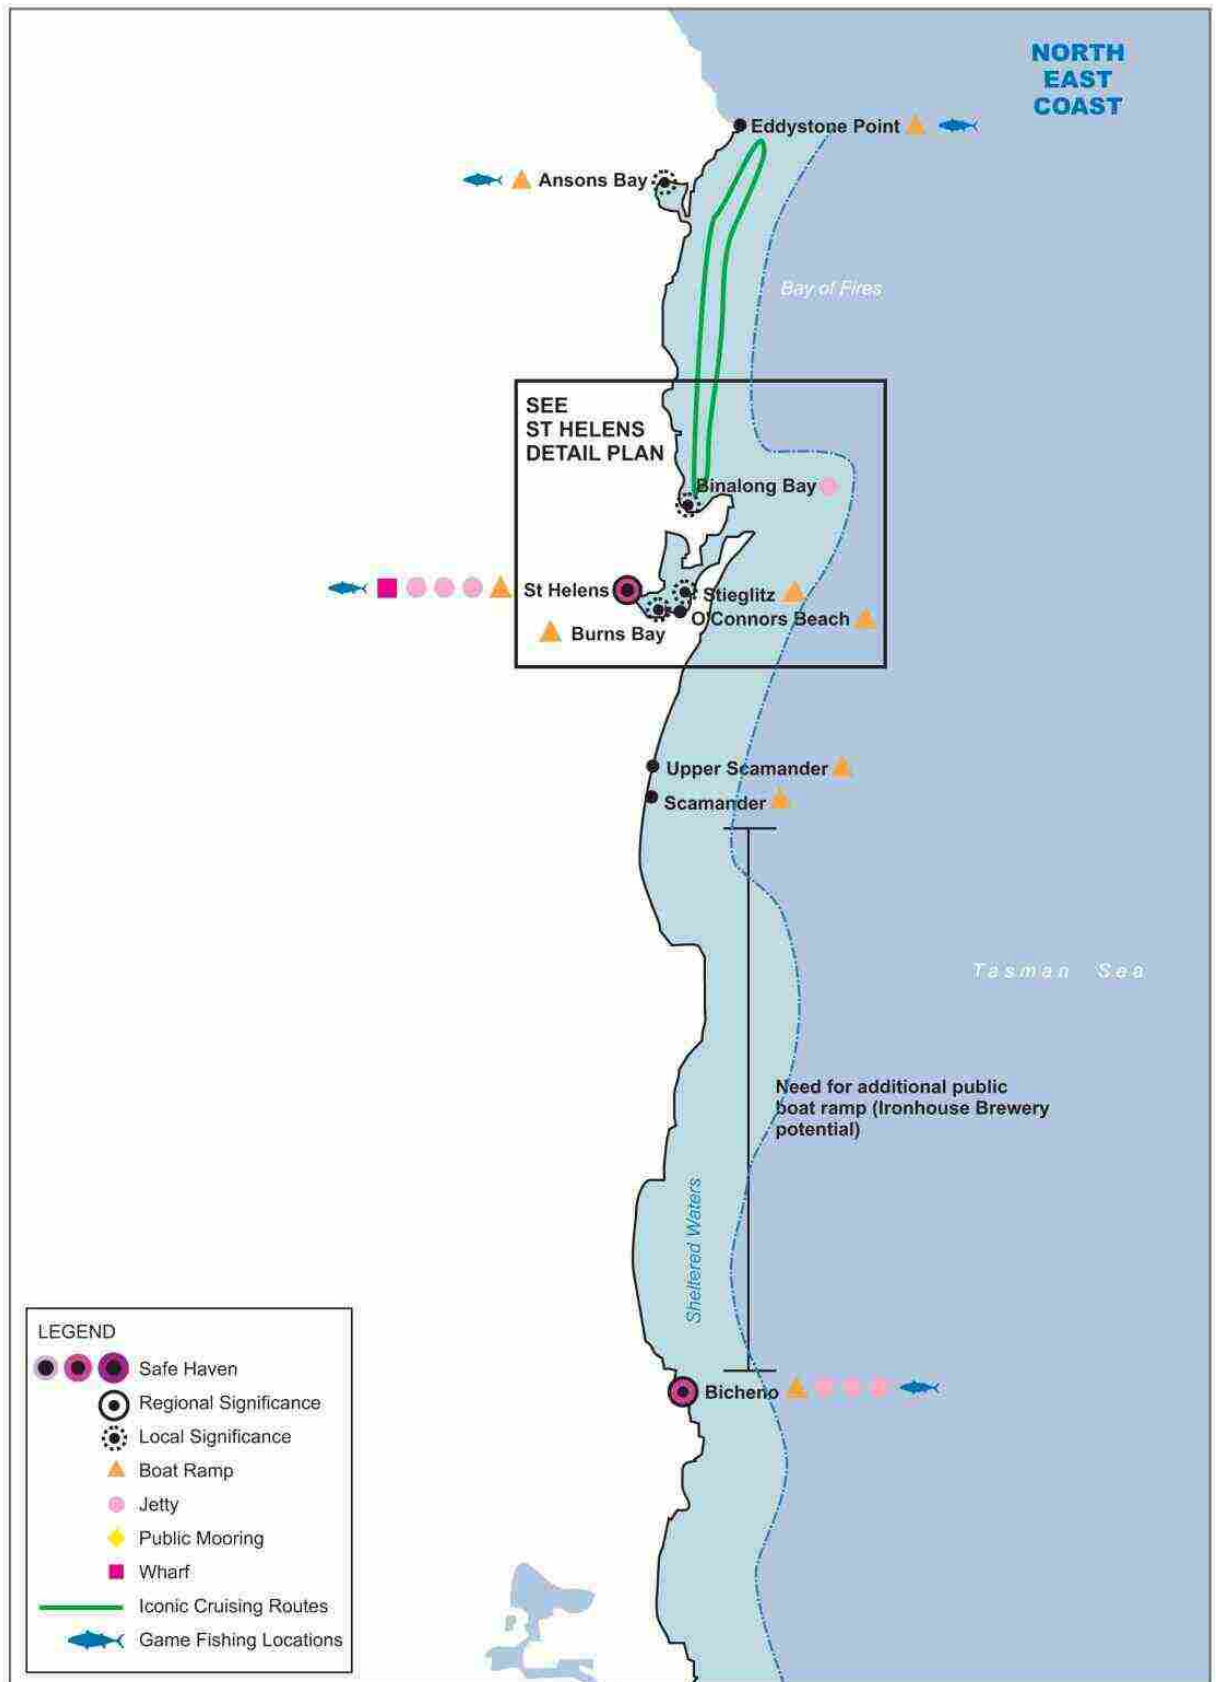 NORTH
EAST
COAST
Eddystone Point
Ansons Bay
Bay of Fires
SEE
ST HELENS
DETAIL PLAN
Binalong Bay
St Helens
Stieglitz
O'Connors Beach
Burns Bay
Upper Scamander
Scamander
Tasman Sea
Need for additional public
boat ramp (Ironhouse Brewery
potential)
Sheltered Waters
Bicheno
LEGEND
Safe Haven
Regional Significance
Local Significance
Boat Ramp
Jetty
Public Mooring
Wharf
Iconic Cruising Routes
Game Fishing Locations